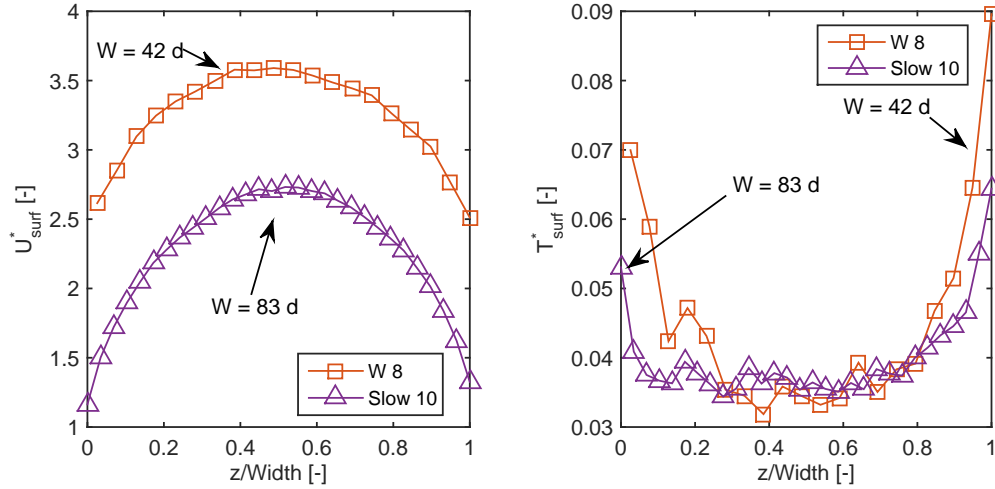 W = 42 d
W = 83 d
W 8
Slow 10
1
1.5
2
2.5
3
3.5
4
0
0.2
0.4
0.6
0.8
1
U*surf [-]
z/Width [-]
W 8
Slow 10
W = 42 d
W = 83 d
0.03
0.04
0.05
0.06
0.07
0.08
0.09
0
0.2
0.4
0.6
0.8
1
T*surf [-]
z/Width [-]